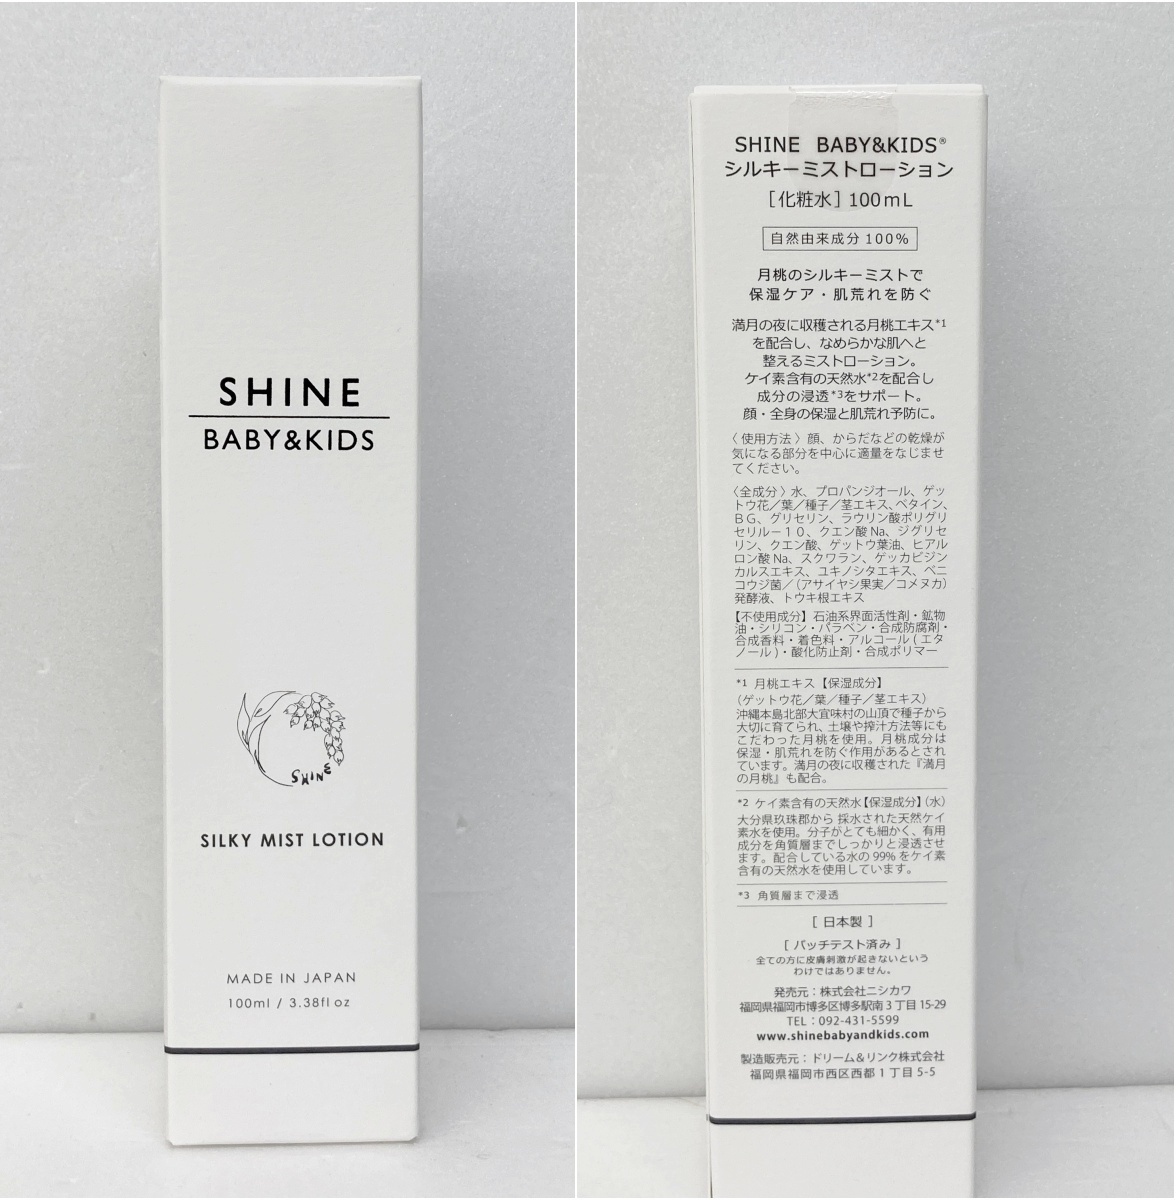 SHINE
BABY&KIDS
SHINE
SILKY MIST LOTION
MADE IN JAPAN
100ml / 3.38fl oz
SHINE BABY&KIDS®
シルキーミストローション
[化粧水] 100mL
自然由来成分100%
月桃のシルキーミストで
保湿ケア・肌荒れを防ぐ
満月の夜に収穫される月桃エキス*1
を配合し、なめらかな肌へと
整えるミストローション。
ケイ素含有の天然水*2を配合し
成分の浸透*3をサポート。
顔・全身の保湿と肌荒れ予防に。
〈使用方法〉顔、からだなどの乾燥が
気になる部分を中心に適量をなじませ
てください。
〈全成分〉水、プロパンジオール、ゲッ
トウ花/葉/種子/茎エキス、ベタイン、
BG、グリセリン、ラウリン酸ポリグリ
セリル-10、クエン酸Na、ジグリセ
リン、クエン酸、ゲットウ葉油、ヒアル
ロン酸Na、スクワラン、ゲッカビジン
カルスエキス、ユキノシタエキス、ベニ
コウジ菌/(アサイヤシ果実/コメヌカ)
発酵液、トウキ根エキス
【不使用成分】石油系界面活性剤・鉱物
油・シリコン・パラベン・合成防腐剤・
合成香料・着色料・アルコール(エタ
ノール)・酸化防止剤・合成ポリマー
*1 月桃エキス【保湿成分】
(ゲットウ花/葉/種子/茎エキス)
沖縄本島北部大宜味村の山頂で種子から
大切に育てられ、土壌や搾汁方法等にも
こだわった月桃を使用。月桃成分は
保湿・肌荒れを防ぐ作用があるとされ
ています。満月の夜に収穫された『満月
の月桃』も配合。
*2 ケイ素含有の天然水【保湿成分】(水)
大分県玖珠郡から 採水された天然ケイ
素水を使用。分子がとても細かく、有用
成分を角質層までしっかりと浸透させ
ます。配合している水の99%をケイ素
含有の天然水を使用しています。
*3 角質層まで浸透
[ 日本製 ]
[ パッチテスト済み ]
全ての方に皮膚刺激が起きないという
わけではありません。
発売元：株式会社ニシカワ
福岡県福岡市博多区博多駅南3丁目15-29
TEL：092-431-5599
www.shinebabyandkids.com
製造販売元：ドリーム＆リンク株式会社
福岡県福岡市西区西都1丁目5-5